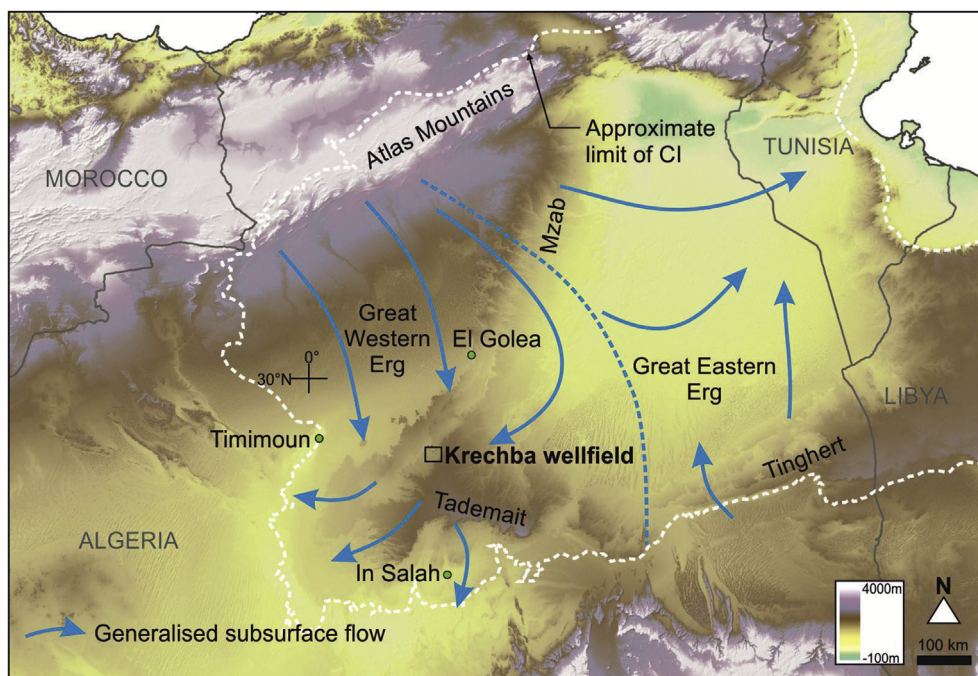 Atlas Mountains
Approximate
limit of CI
TUNISIA
MOROCCO
Mzab
Great
Western
Erg
El Golea
0°
30°N
Great Eastern
Erg
LIBYA
Timimoun
Krechba wellfield
Tinghert
Tademait
ALGERIA
In Salah
4000m
-100m
N
100 km
Generalised subsurface flow